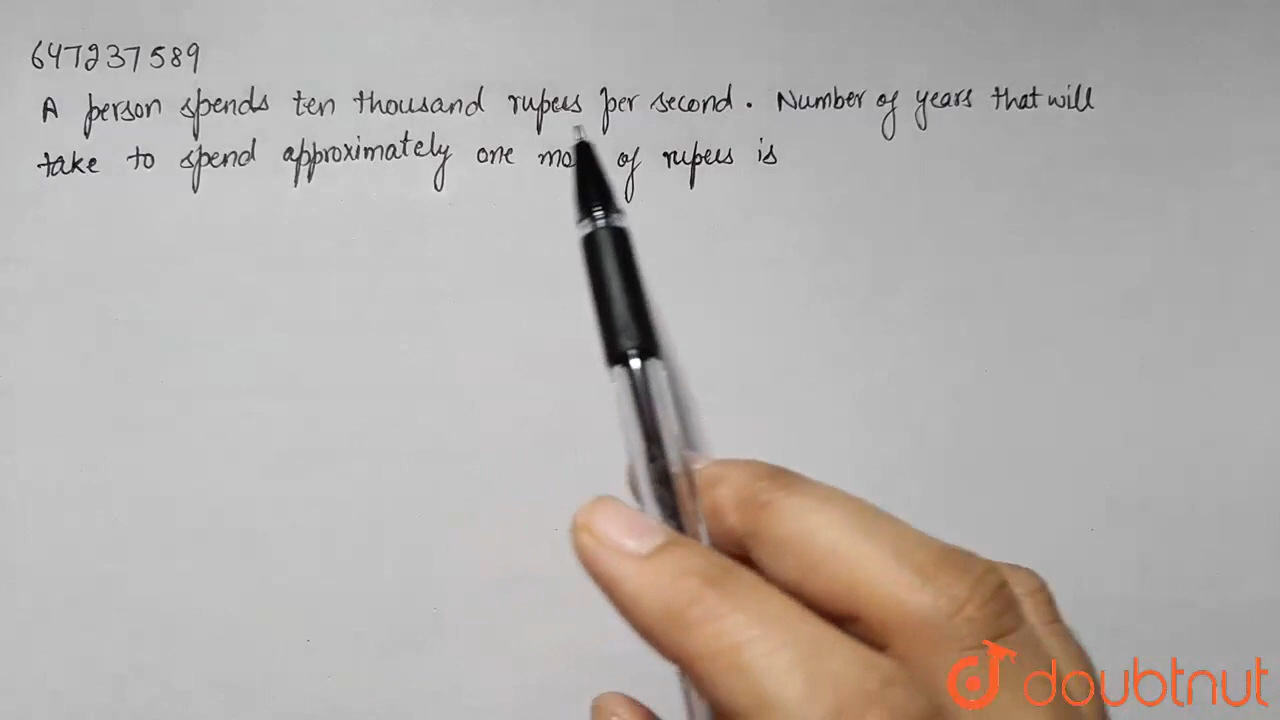 647237589
A person spends ten thousand rupees per second. Number of years that will
take to spend approximately one of rupees is
doubtnut